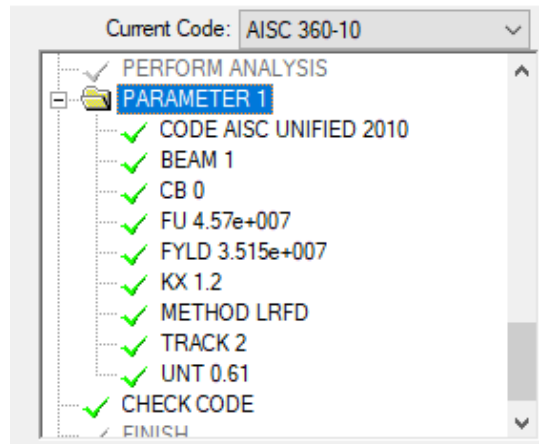 Current Code: AISC 360-10
PERFORM ANALYSIS
PARAMETER 1
CODE AISC UNIFIED 2010
BEAM 1
CB 0
FU 4.57e+007
FYLD 3.515e+007
KX 1.2
METHOD LRFD
TRACK 2
UNT 0.61
CHECK CODE
FINISH